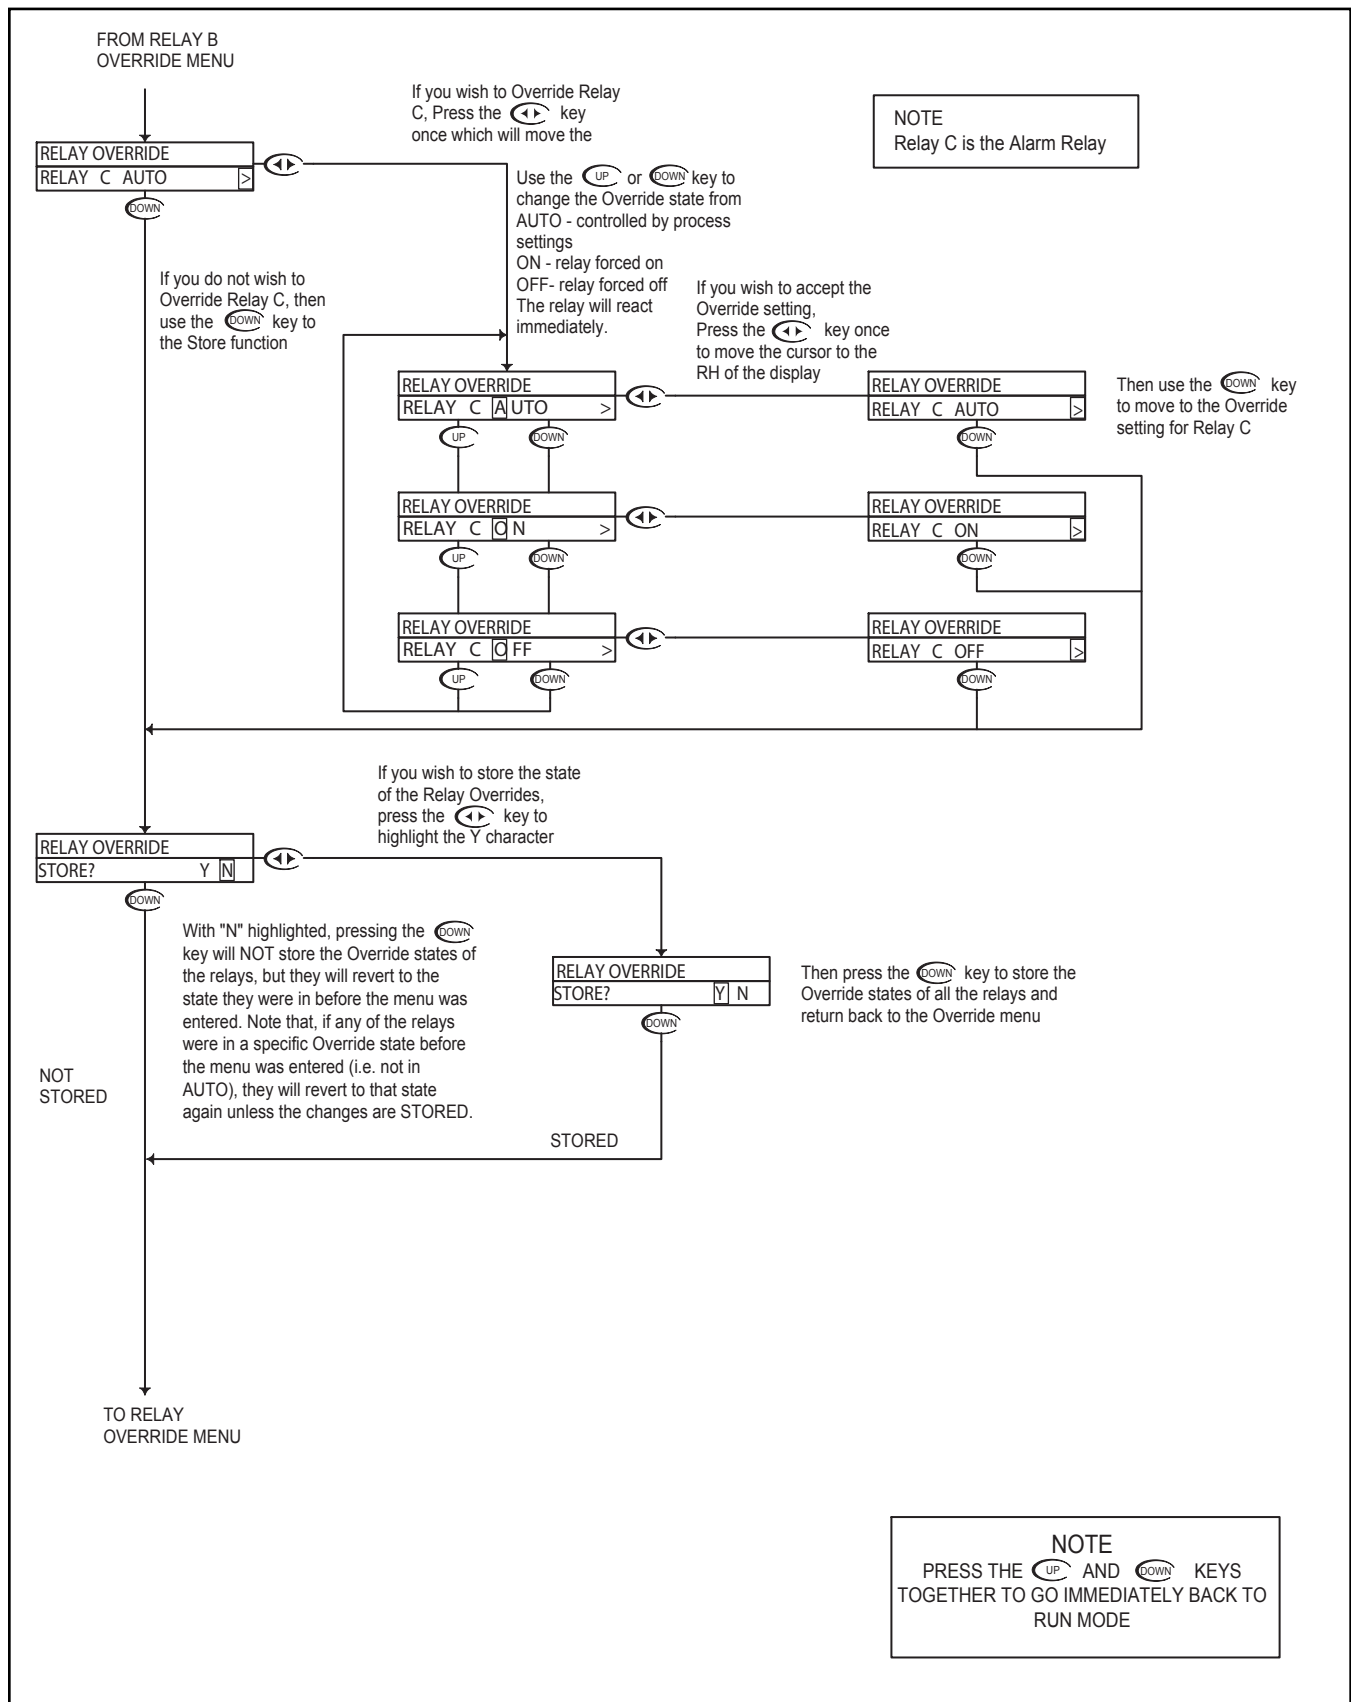 FROM RELAY B
OVERRIDE MENU
If you wish to Override Relay
C, Press the key
once which will move the
NOTE
Relay C is the Alarm Relay
RELAY OVERRIDE
RELAY C AUTO >
DOWN
Use the UP or DOWN key to
change the Override state from
AUTO - controlled by process
settings
ON - relay forced on
OFF- relay forced off
The relay will react
immediately.
If you do not wish to
Override Relay C, then
use the DOWN key to
the Store function
If you wish to accept the
Override setting,
Press the key once
to move the cursor to the
RH of the display
RELAY OVERRIDE
RELAY C AUTO >
UP DOWN
RELAY OVERRIDE
RELAY C AUTO >
DOWN
Then use the DOWN key
to move to the Override
setting for Relay C
RELAY OVERRIDE
RELAY C ON >
UP DOWN
RELAY OVERRIDE
RELAY C ON >
DOWN
RELAY OVERRIDE
RELAY C OFF >
UP DOWN
RELAY OVERRIDE
RELAY C OFF >
DOWN
If you wish to store the state
of the Relay Overrides,
press the key to
highlight the Y character
RELAY OVERRIDE
STORE? Y N
DOWN
With "N" highlighted, pressing the DOWN
key will NOT store the Override states of
the relays, but they will revert to the
state they were in before the menu was
entered. Note that, if any of the relays
were in a specific Override state before
the menu was entered (i.e. not in
AUTO), they will revert to that state
again unless the changes are STORED.
RELAY OVERRIDE
STORE? Y N
DOWN
Then press the DOWN key to store the
Override states of all the relays and
return back to the Override menu
NOT
STORED
STORED
TO RELAY
OVERRIDE MENU
NOTE
PRESS THE UP AND DOWN KEYS
TOGETHER TO GO IMMEDIATELY BACK TO
RUN MODE